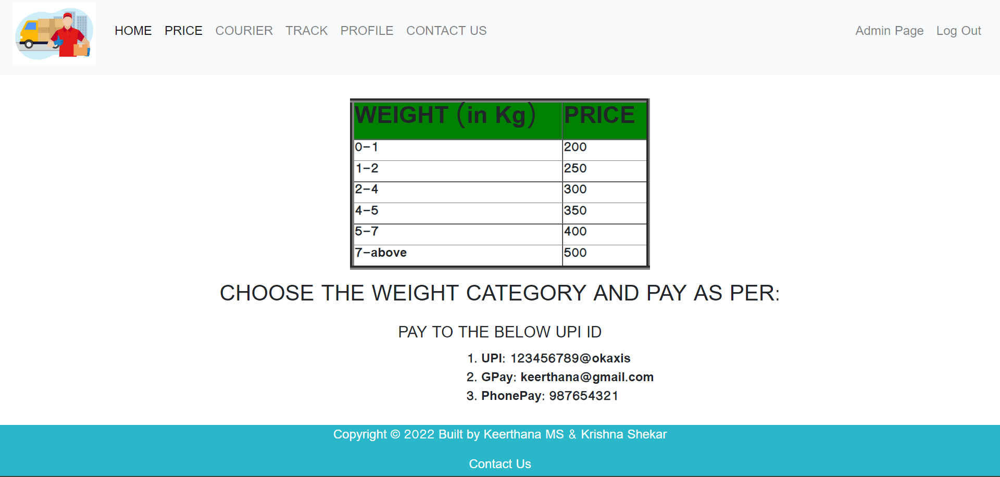 HOME PRICE COURIER TRACK PROFILE CONTACT US Admin Page Log Out
WEIGHT (in Kg) PRICE
0-1 200
1-2 250
2-4 300
4-5 350
5-7 400
7-above 500
CHOOSE THE WEIGHT CATEGORY AND PAY AS PER:
PAY TO THE BELOW UPI ID
1. UPI: 123456789@okaxis
2. GPay: keerthana@gmail.com
3. PhonePay: 987654321
Copyright © 2022 Built by Keerthana MS & Krishna Shekar
Contact Us